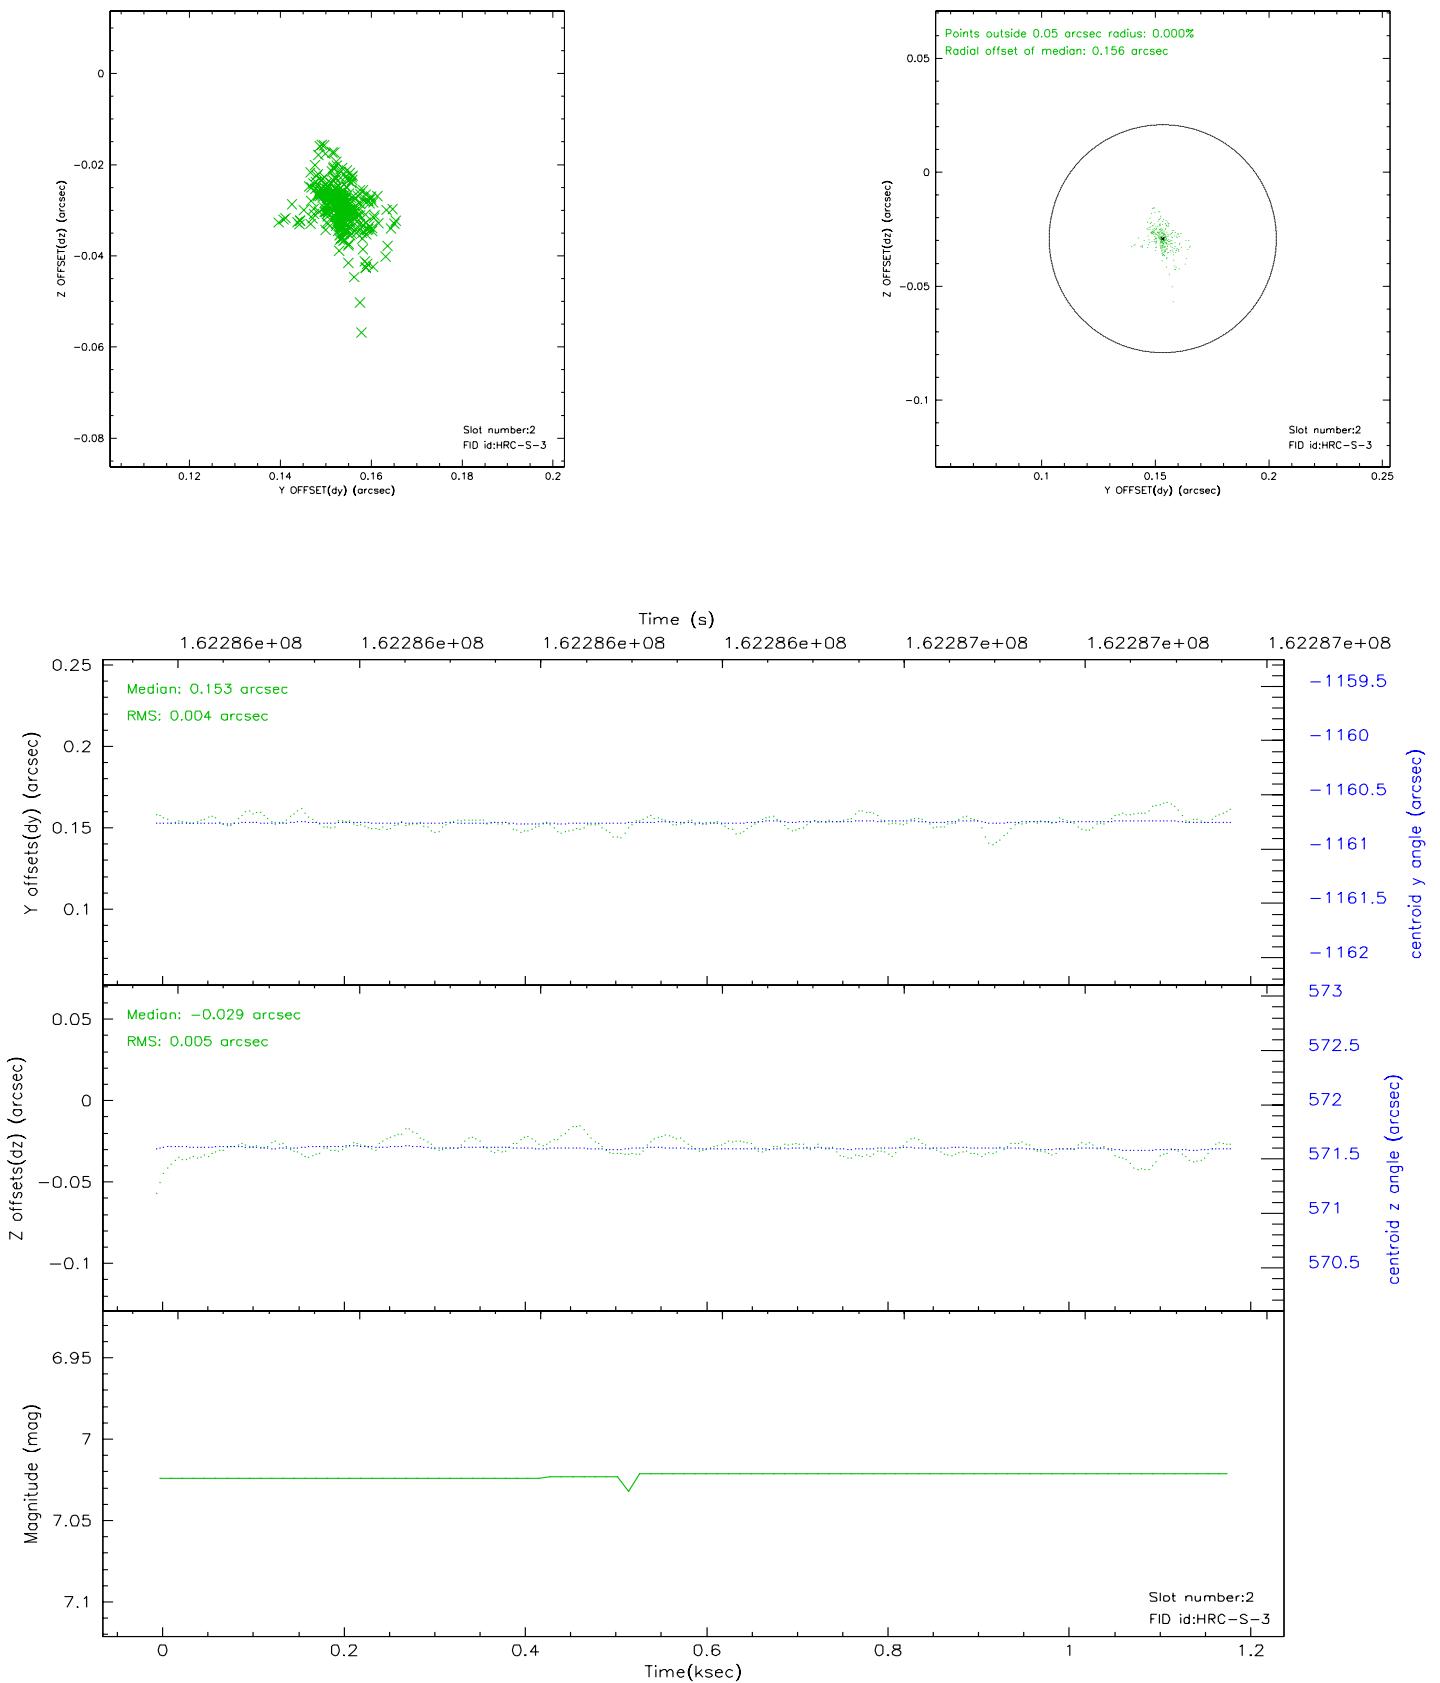 0
-0.02
-0.04
-0.06
-0.08
Z OFFSET(dz) (arcsec)
Slot number:2
FID id:HRC-S-3
0.12 0.14 0.16 0.18 0.2
Y OFFSET(dy) (arcsec)
Points outside 0.05 arcsec radius: 0.000%
Radial offset of median: 0.156 arcsec
0.05
0
-0.05
-0.1
Z OFFSET(dz) (arcsec)
Slot number:2
FID id:HRC-S-3
0.1 0.15 0.2 0.25
Y OFFSET(dy) (arcsec)
Time (s)
1.62286e+08 1.62286e+08 1.62286e+08 1.62286e+08 1.62287e+08 1.62287e+08 1.62287e+08
Median: 0.153 arcsec
RMS: 0.004 arcsec
0.25
0.2
0.15
0.1
Y offsets(dy) (arcsec)
-1159.5
-1160
-1160.5
-1161
-1161.5
-1162
centroid y angle (arcsec)
Median: -0.029 arcsec
RMS: 0.005 arcsec
0.05
0
-0.05
-0.1
Z offsets(dz) (arcsec)
573
572.5
572
571.5
571
570.5
centroid z angle (arcsec)
6.95
7
7.05
7.1
Magnitude (mag)
Slot number:2
FID id:HRC-S-3
0 0.2 0.4 0.6 0.8 1 1.2
Time(ksec)